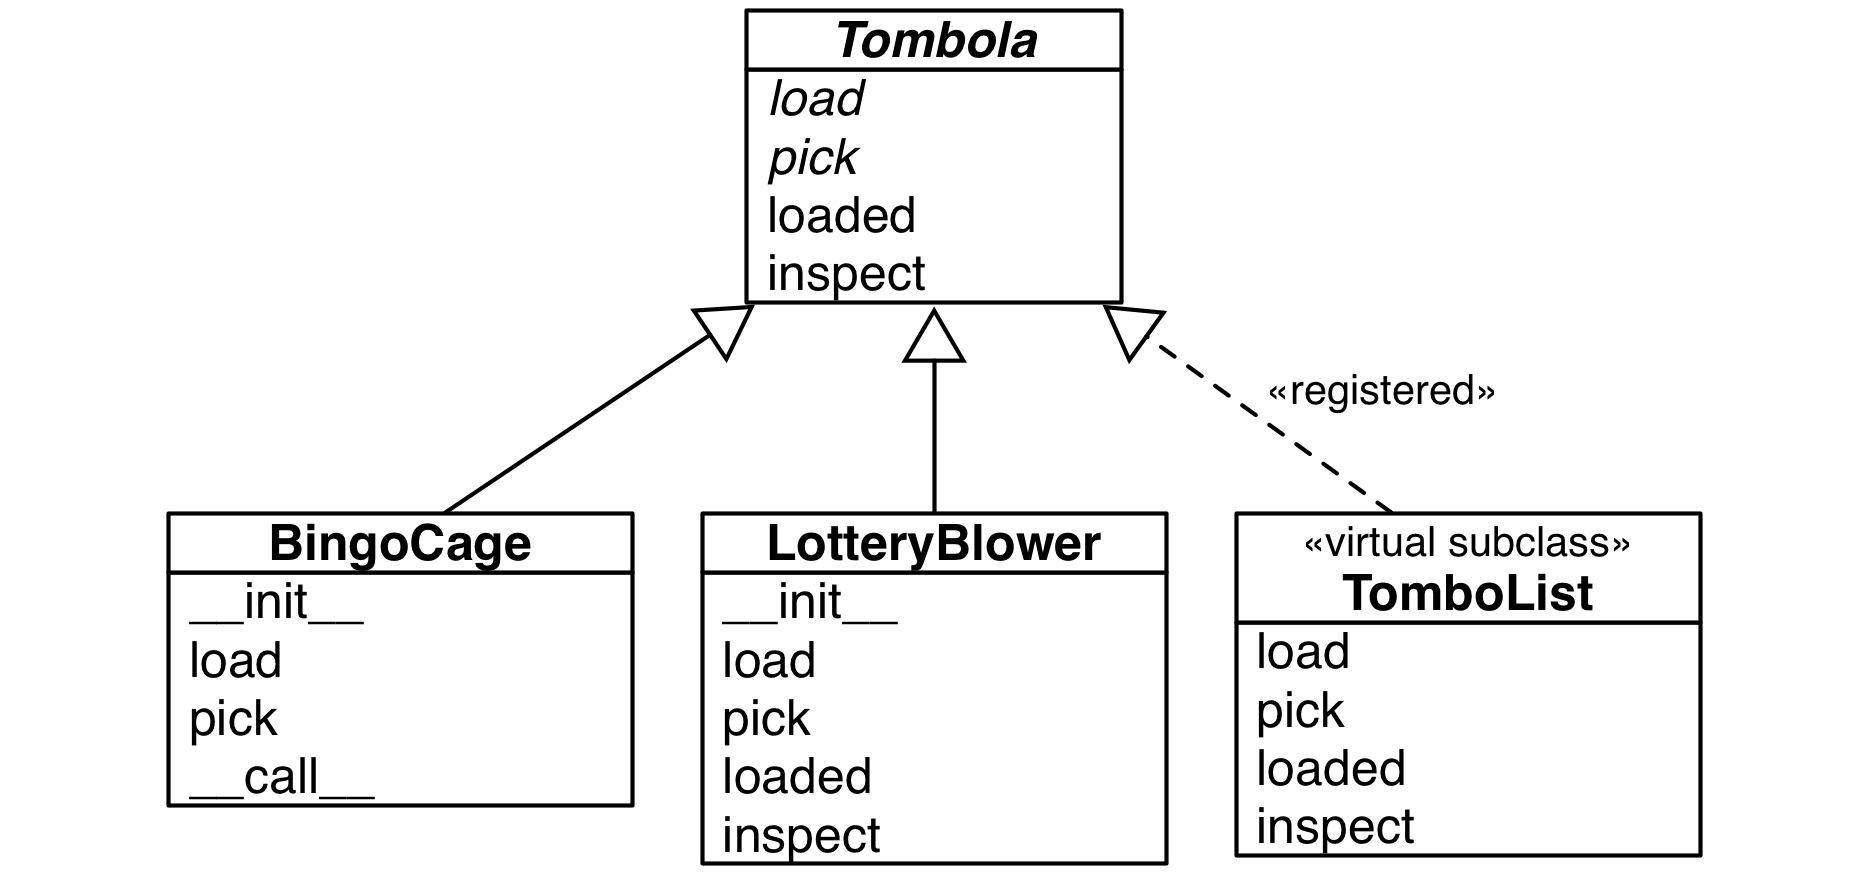 Tombola
load
pick
loaded
inspect
«registered»
BingoCage
__init__
load
pick
__call__
LotteryBlower
__init__
load
pick
loaded
inspect
«virtual subclass»
TomboList
load
pick
loaded
inspect